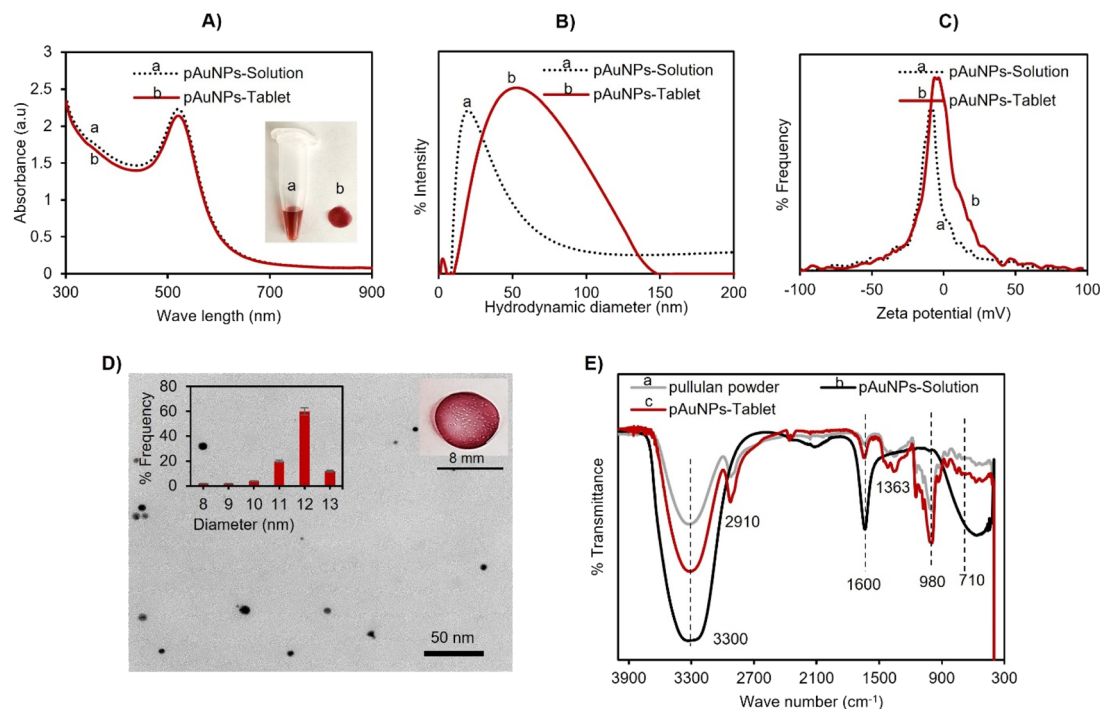 A)
3
2.5
2
1.5
1
0.5
0
300
500
700
900
Absorbance (a.u)
Wave length (nm)
a
pAuNPs-Solution
b
pAuNPs-Tablet
a
b
a
b
B)
% Intensity
0
50
100
150
200
Hydrodynamic diameter (nm)
a
pAuNPs-Solution
b
pAuNPs-Tablet
a
b
C)
% Frequency
-100
-50
0
50
100
Zeta potential (mV)
a
pAuNPs-Solution
b
pAuNPs-Tablet
b
a
D)
80
60
40
20
0
% Frequency
8
9
10
11
12
13
Diameter (nm)
8 mm
50 nm
E)
a
pullulan powder
b
pAuNPs-Solution
c
pAuNPs-Tablet
% Transmittance
2910
3300
1600
1363
980
710
3900
3300
2700
2100
1500
900
300
Wave number (cm-1)